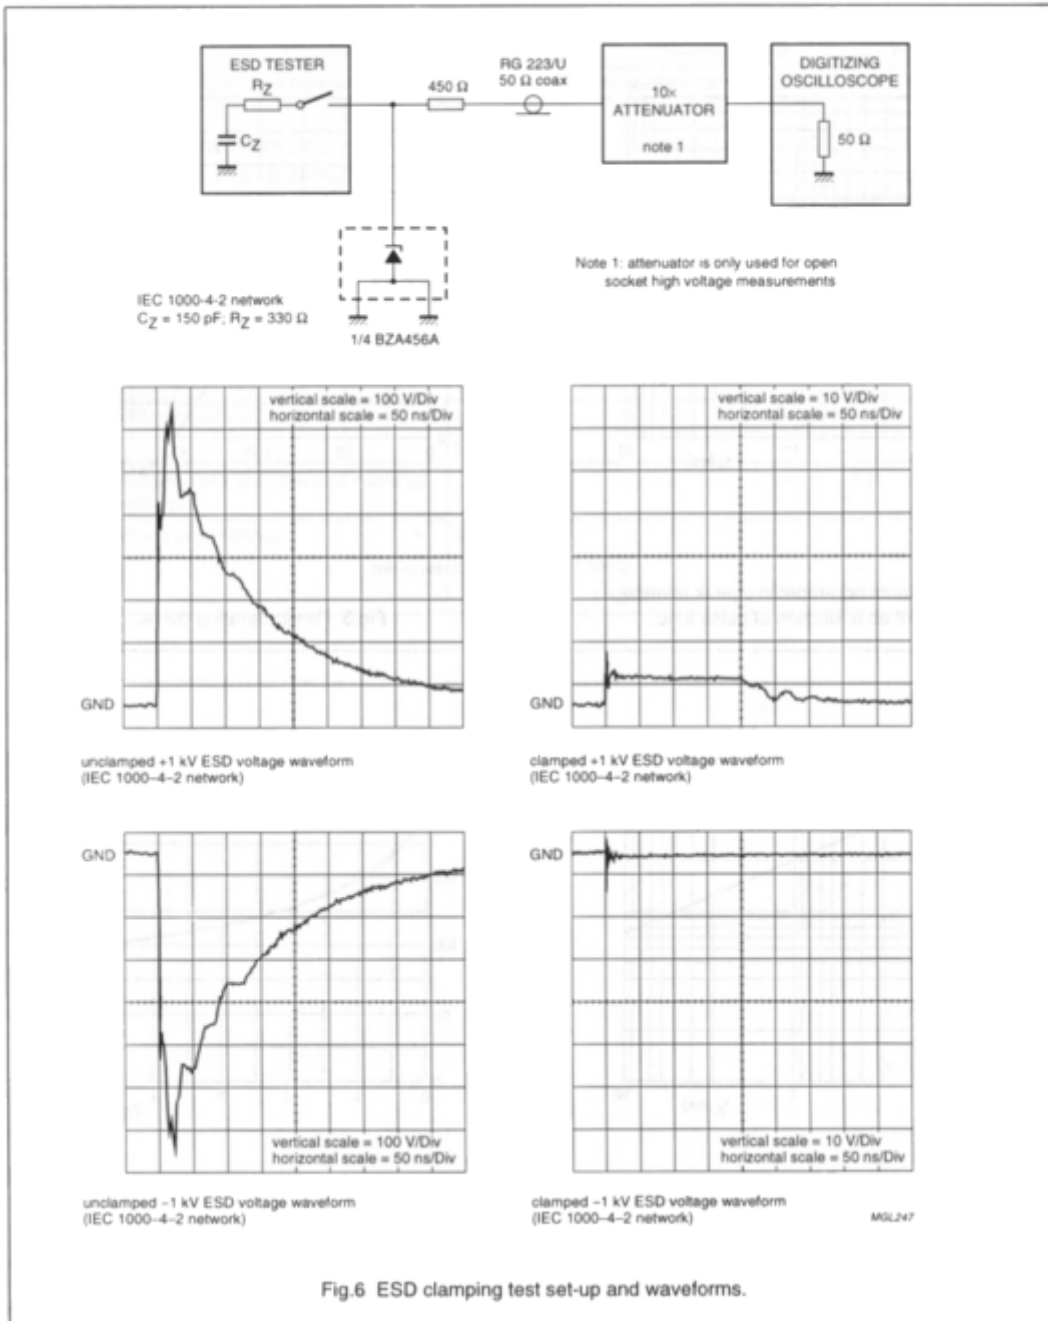 ESD TESTER
RZ
CZ
450 Ω
RG 223/U
50 Ω coax
10×
ATTENUATOR
note 1
DIGITIZING
OSCILLOSCOPE
50 Ω
Note 1: attenuator is only used for open
socket high voltage measurements
IEC 1000-4-2 network
CZ = 150 pF; RZ = 330 Ω
1/4 BZA456A
vertical scale = 100 V/Div
horizontal scale = 50 ns/Div
GND
unclamped +1 kV ESD voltage waveform
(IEC 1000–4–2 network)
vertical scale = 10 V/Div
horizontal scale = 50 ns/Div
GND
clamped +1 kV ESD voltage waveform
(IEC 1000–4–2 network)
GND
vertical scale = 100 V/Div
horizontal scale = 50 ns/Div
unclamped –1 kV ESD voltage waveform
(IEC 1000–4–2 network)
GND
vertical scale = 10 V/Div
horizontal scale = 50 ns/Div
clamped –1 kV ESD voltage waveform
(IEC 1000–4–2 network)
MGL247
Fig.6 ESD clamping test set-up and waveforms.